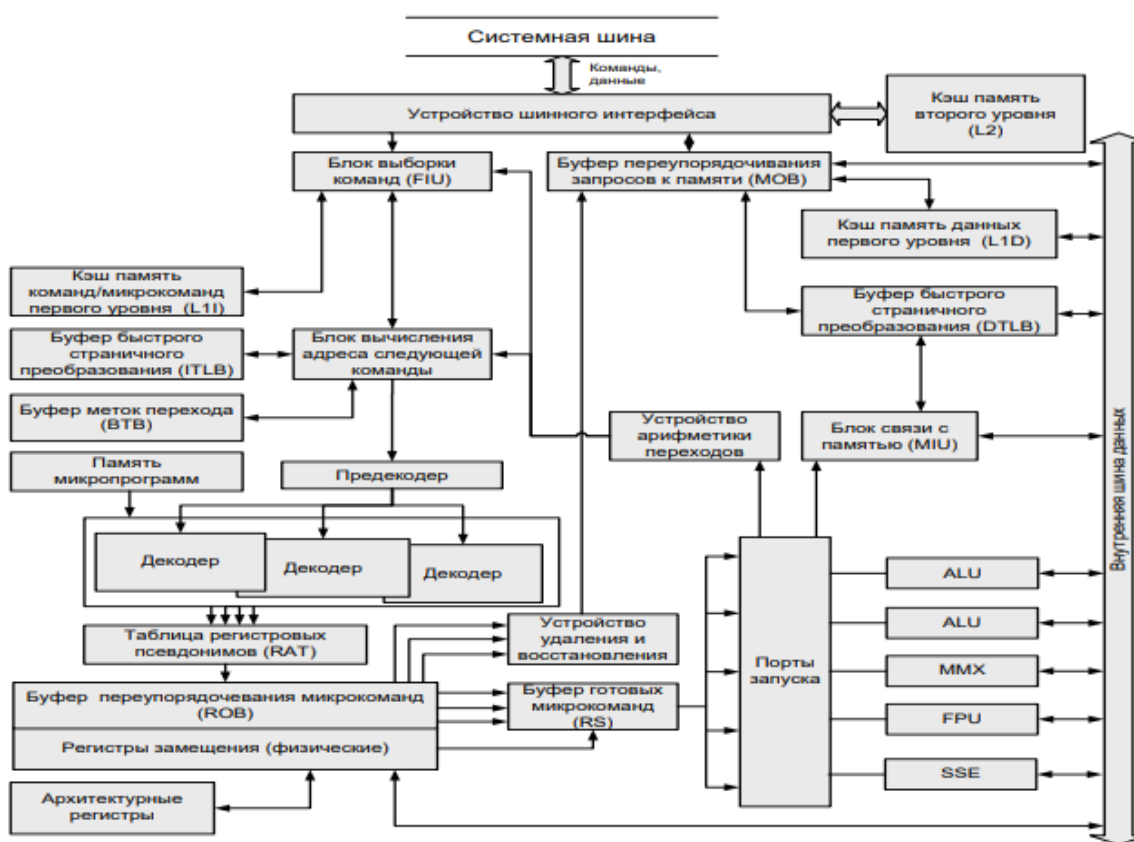 Системная шина
Команды,
данные
Устройство шинного интерфейса
Кэш память
второго уровня
(L2)
Блок выборки
команд (FIU)
Буфер переупорядочивания
запросов к памяти (MOB)
Кэш память данных
первого уровня (L1D)
Кэш память
команд/микрокоманд
первого уровня (L1I)
Буфер быстрого
страничного
преобразования (DTLB)
Буфер быстрого
страничного
преобразования (ITLB)
Блок вычисления
адреса следующей
команды
Буфер меток перехода
(BTB)
Устройство
арифметики
переходов
Блок связи с
памятью (MIU)
Внутренняя шина данных
Память
микропрограмм
Предекодер
Декодер
Декодер
Декодер
Таблица регистровых
псевдонимов (RAT)
Устройство
удаления и
восстановления
Буфер переупорядочевания микрокоманд
(ROB)
Регистры замещения (физические)
Буфер готовых
микрокоманд
(RS)
Архитектурные
регистры
Порты
запуска
ALU
ALU
MMX
FPU
SSE